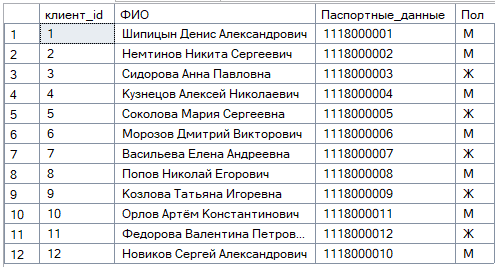 клиент_id ФИО Паспортные_данные Пол
1 1 Шипицын Денис Александрович 1118000001 М
2 2 Немтинов Никита Сергеевич 1118000002 М
3 3 Сидорова Анна Павловна 1118000003 Ж
4 4 Кузнецов Алексей Николаевич 1118000004 М
5 5 Соколова Мария Сергеевна 1118000005 Ж
6 6 Морозов Дмитрий Викторович 1118000006 М
7 7 Васильева Елена Андреевна 1118000007 Ж
8 8 Попов Николай Егорович 1118000008 М
9 9 Козлова Татьяна Игоревна 1118000009 Ж
10 10 Орлов Артём Константинович 1118000011 М
11 11 Федорова Валентина Петров... 1118000012 Ж
12 12 Новиков Сергей Александрович 1118000010 М